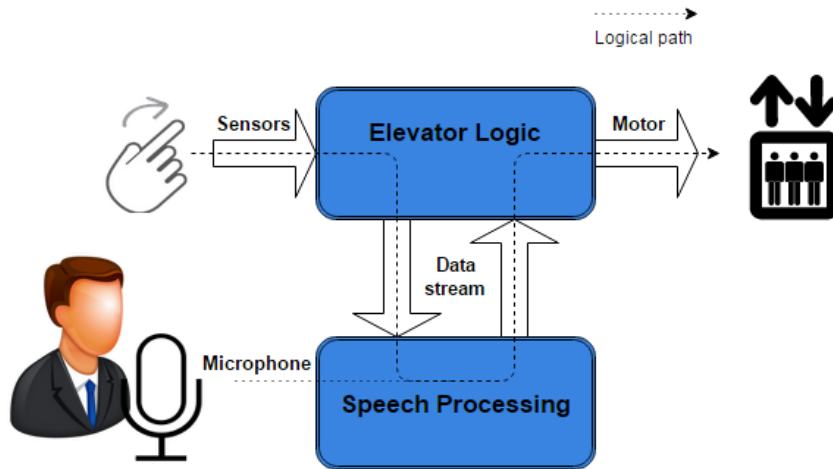 Logical path
Sensors
Elevator Logic
Motor
Data
stream
Microphone
Speech Processing